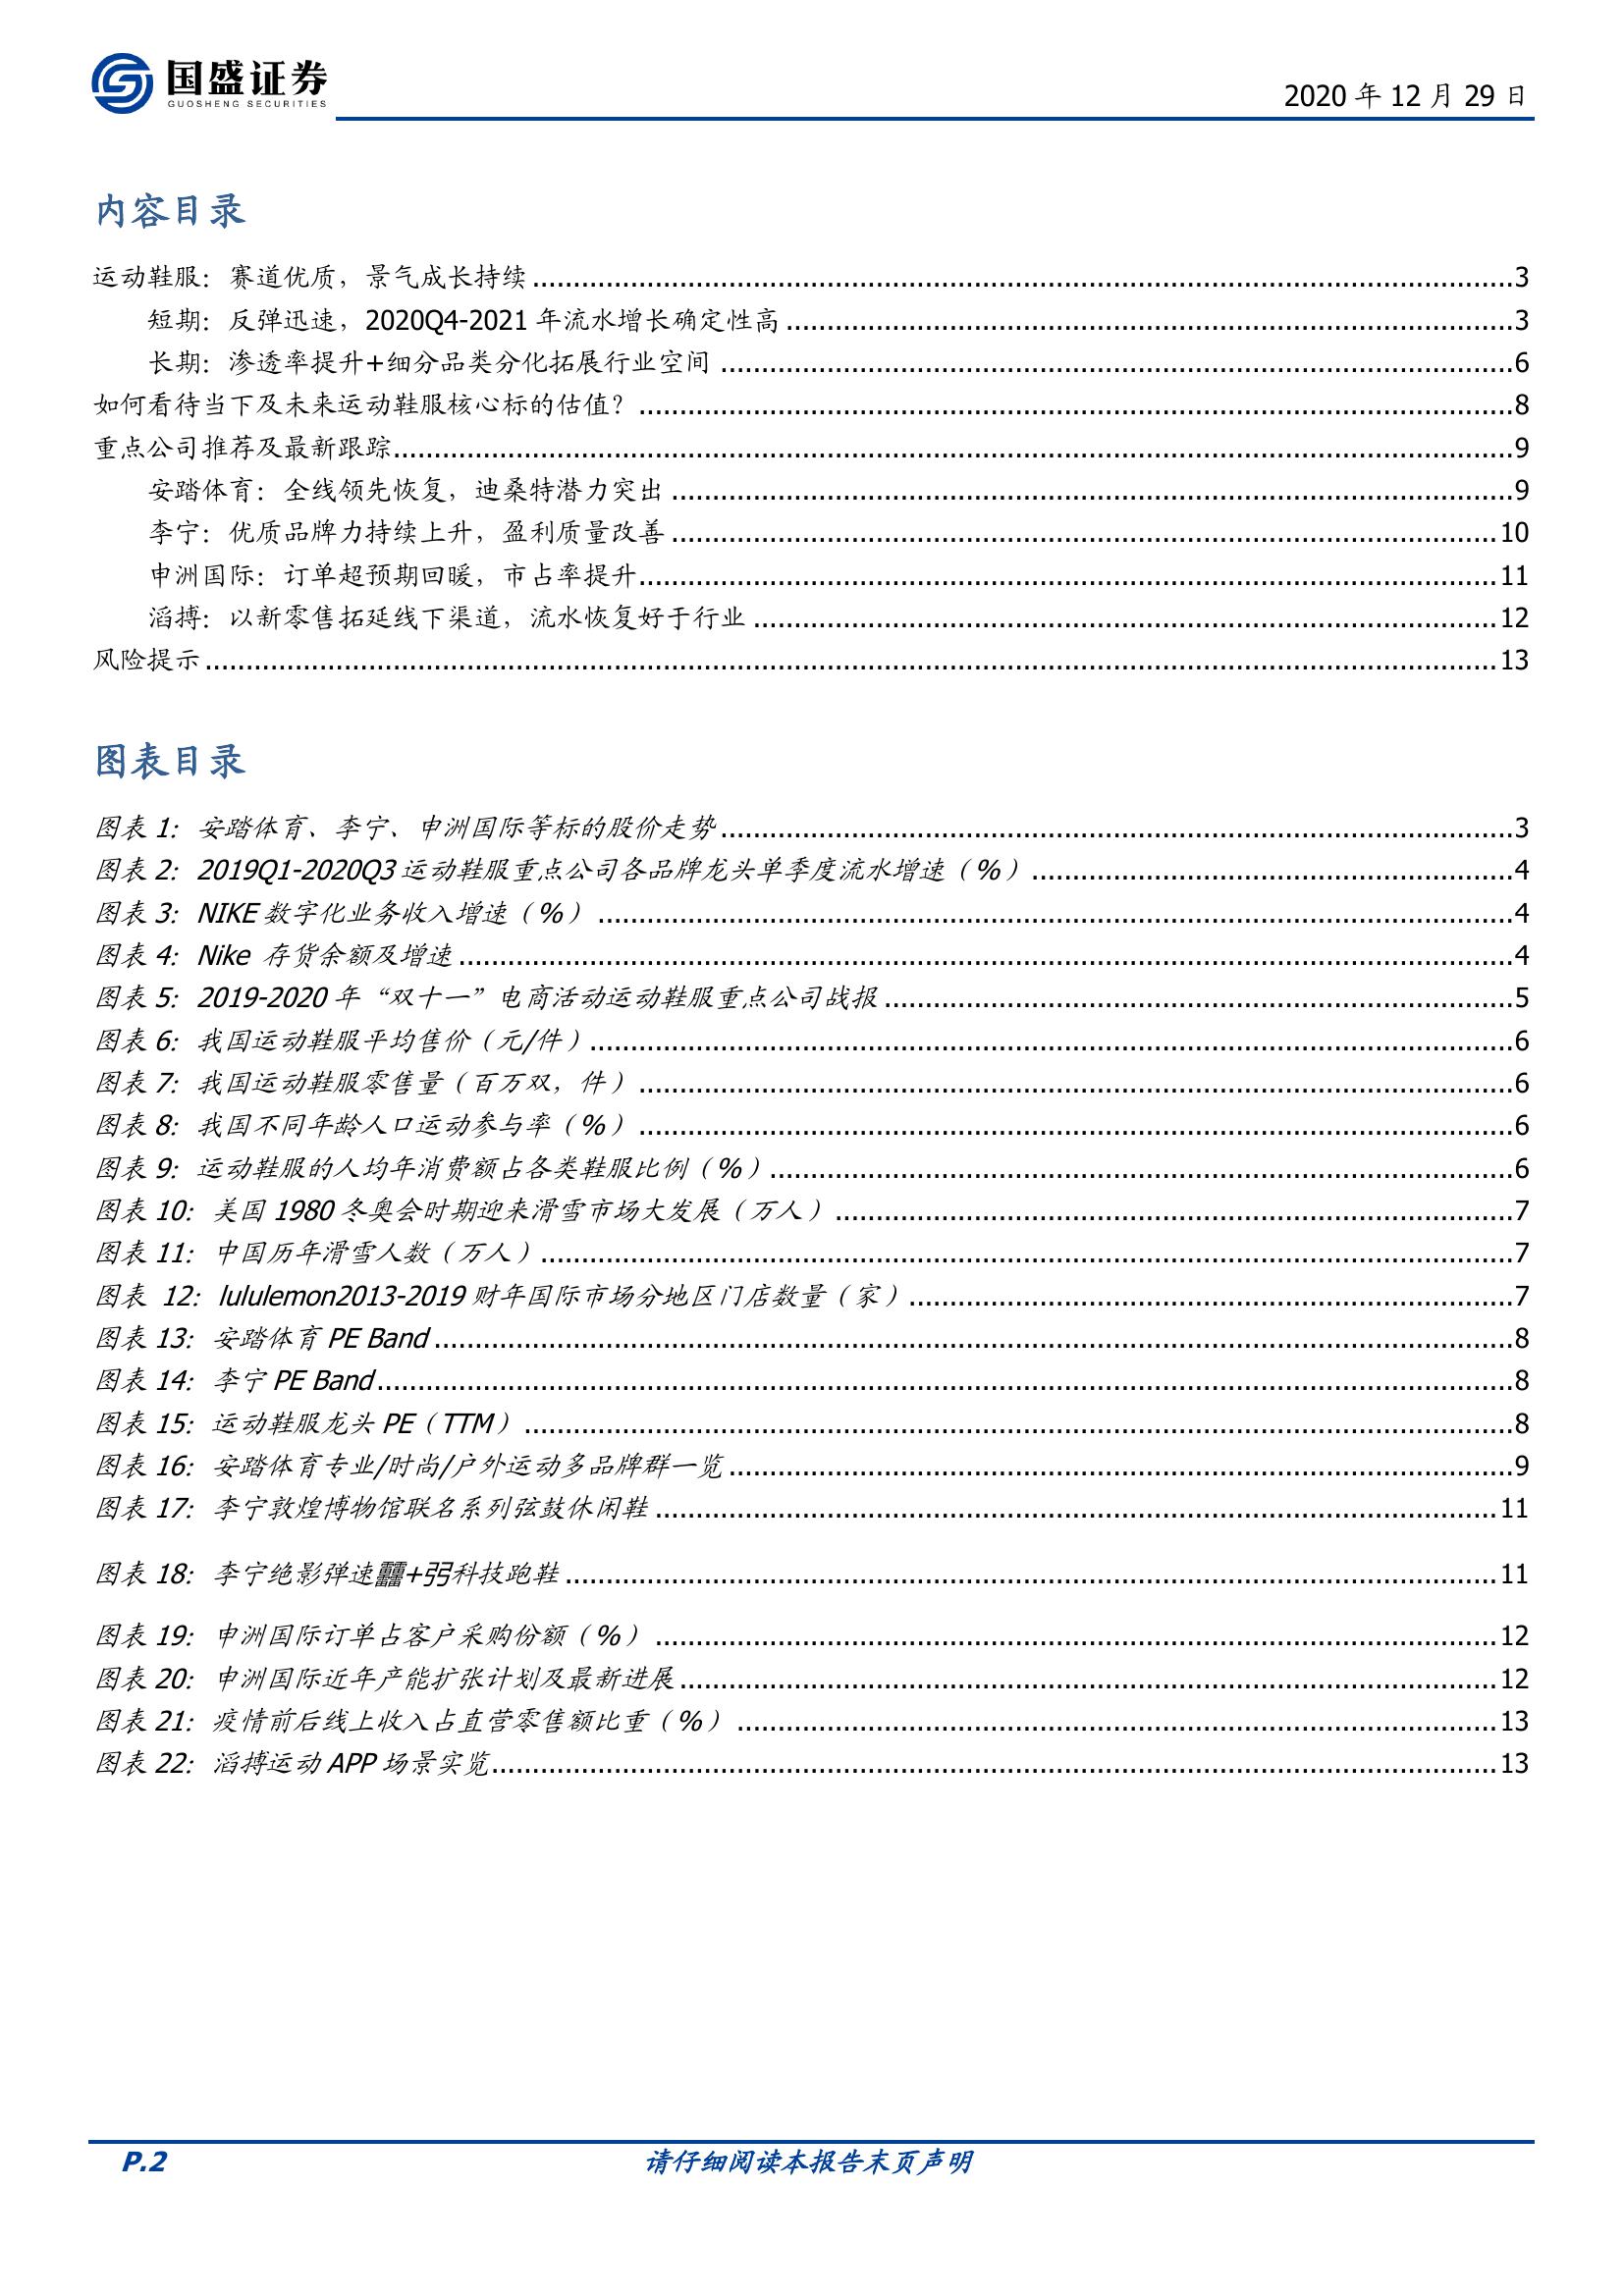 国盛证券
GUOSHENG SECURITIES
2020 年 12 月 29 日
内容目录
运动鞋服：赛道优质，景气成长持续 ........ 3
短期：反弹迅速，2020Q4-2021 年流水增长确定性高 ........ 3
长期：渗透率提升+细分品类分化拓展行业空间 ........ 6
如何看待当下及未来运动鞋服核心标的估值？ ........ 8
重点公司推荐及最新跟踪 ........ 9
安踏体育：全线领先恢复，迪桑特潜力突出 ........ 9
李宁：优质品牌力持续上升，盈利质量改善 ........ 10
申洲国际：订单超预期回暖，市占率提升 ........ 11
滔搏：以新零售拓延线下渠道，流水恢复好于行业 ........ 12
风险提示 ........ 13
图表目录
图表 1：安踏体育、李宁、申洲国际等标的股价走势 ........ 3
图表 2：2019Q1-2020Q3 运动鞋服重点公司各品牌龙头单季度流水增速（%） ........ 4
图表 3：NIKE 数字化业务收入增速（%） ........ 4
图表 4：Nike 存货余额及增速 ........ 4
图表 5：2019-2020 年“双十一”电商活动运动鞋服重点公司战报 ........ 5
图表 6：我国运动鞋服平均售价（元/件） ........ 6
图表 7：我国运动鞋服零售量（百万双，件） ........ 6
图表 8：我国不同年龄人口运动参与率（%） ........ 6
图表 9：运动鞋服的人均年消费额占各类鞋服比例（%） ........ 6
图表 10：美国 1980 冬奥会时期迎来滑雪市场大发展（万人） ........ 7
图表 11：中国历年滑雪人数（万人） ........ 7
图表 12：lululemon2013-2019 财年国际市场分地区门店数量（家） ........ 7
图表 13：安踏体育 PE Band ........ 8
图表 14：李宁 PE Band ........ 8
图表 15：运动鞋服龙头 PE（TTM） ........ 8
图表 16：安踏体育专业/时尚/户外运动多品牌群一览 ........ 9
图表 17：李宁敦煌博物馆联名系列弦鼓休闲鞋 ........ 11
图表 18：李宁绝影弹速䨻+弜科技跑鞋 ........ 11
图表 19：申洲国际订单占客户采购份额（%） ........ 12
图表 20：申洲国际近年产能扩张计划及最新进展 ........ 12
图表 21：疫情前后线上收入占直营零售额比重（%） ........ 13
图表 22：滔搏运动 APP 场景实览 ........ 13
P.2
请仔细阅读本报告末页声明